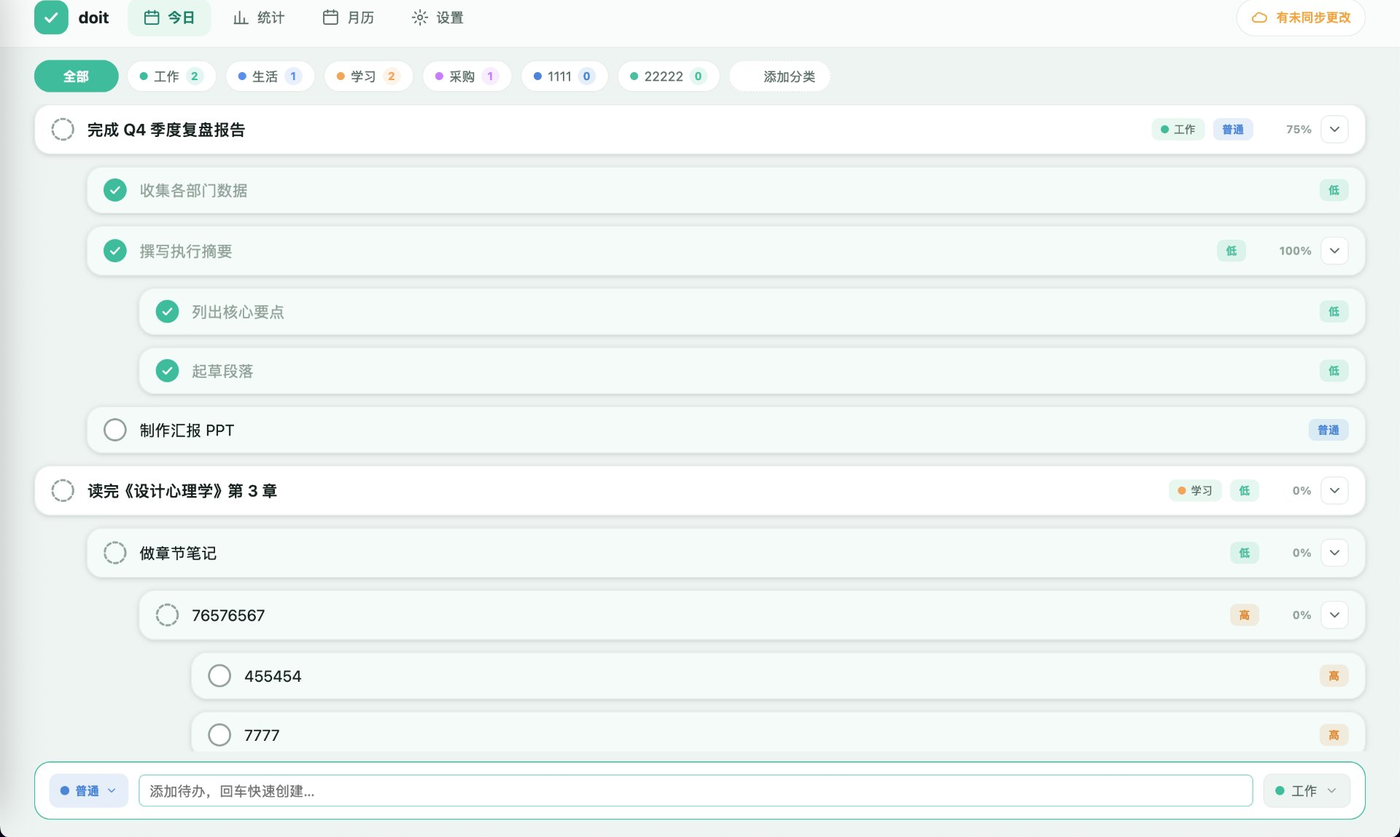 doit 今日 统计 月历 设置 有未同步更改
全部 工作 2 生活 1 学习 2 采购 1 1111 0 22222 0 添加分类
完成 Q4 季度复盘报告 工作 普通 75%
收集各部门数据 低
撰写执行摘要 低 100%
列出核心要点 低
起草段落 低
制作汇报 PPT 普通
读完《设计心理学》第 3 章 学习 低 0%
做章节笔记 低 0%
76576567 高 0%
455454 高
7777 高
普通 添加待办，回车快速创建... 工作